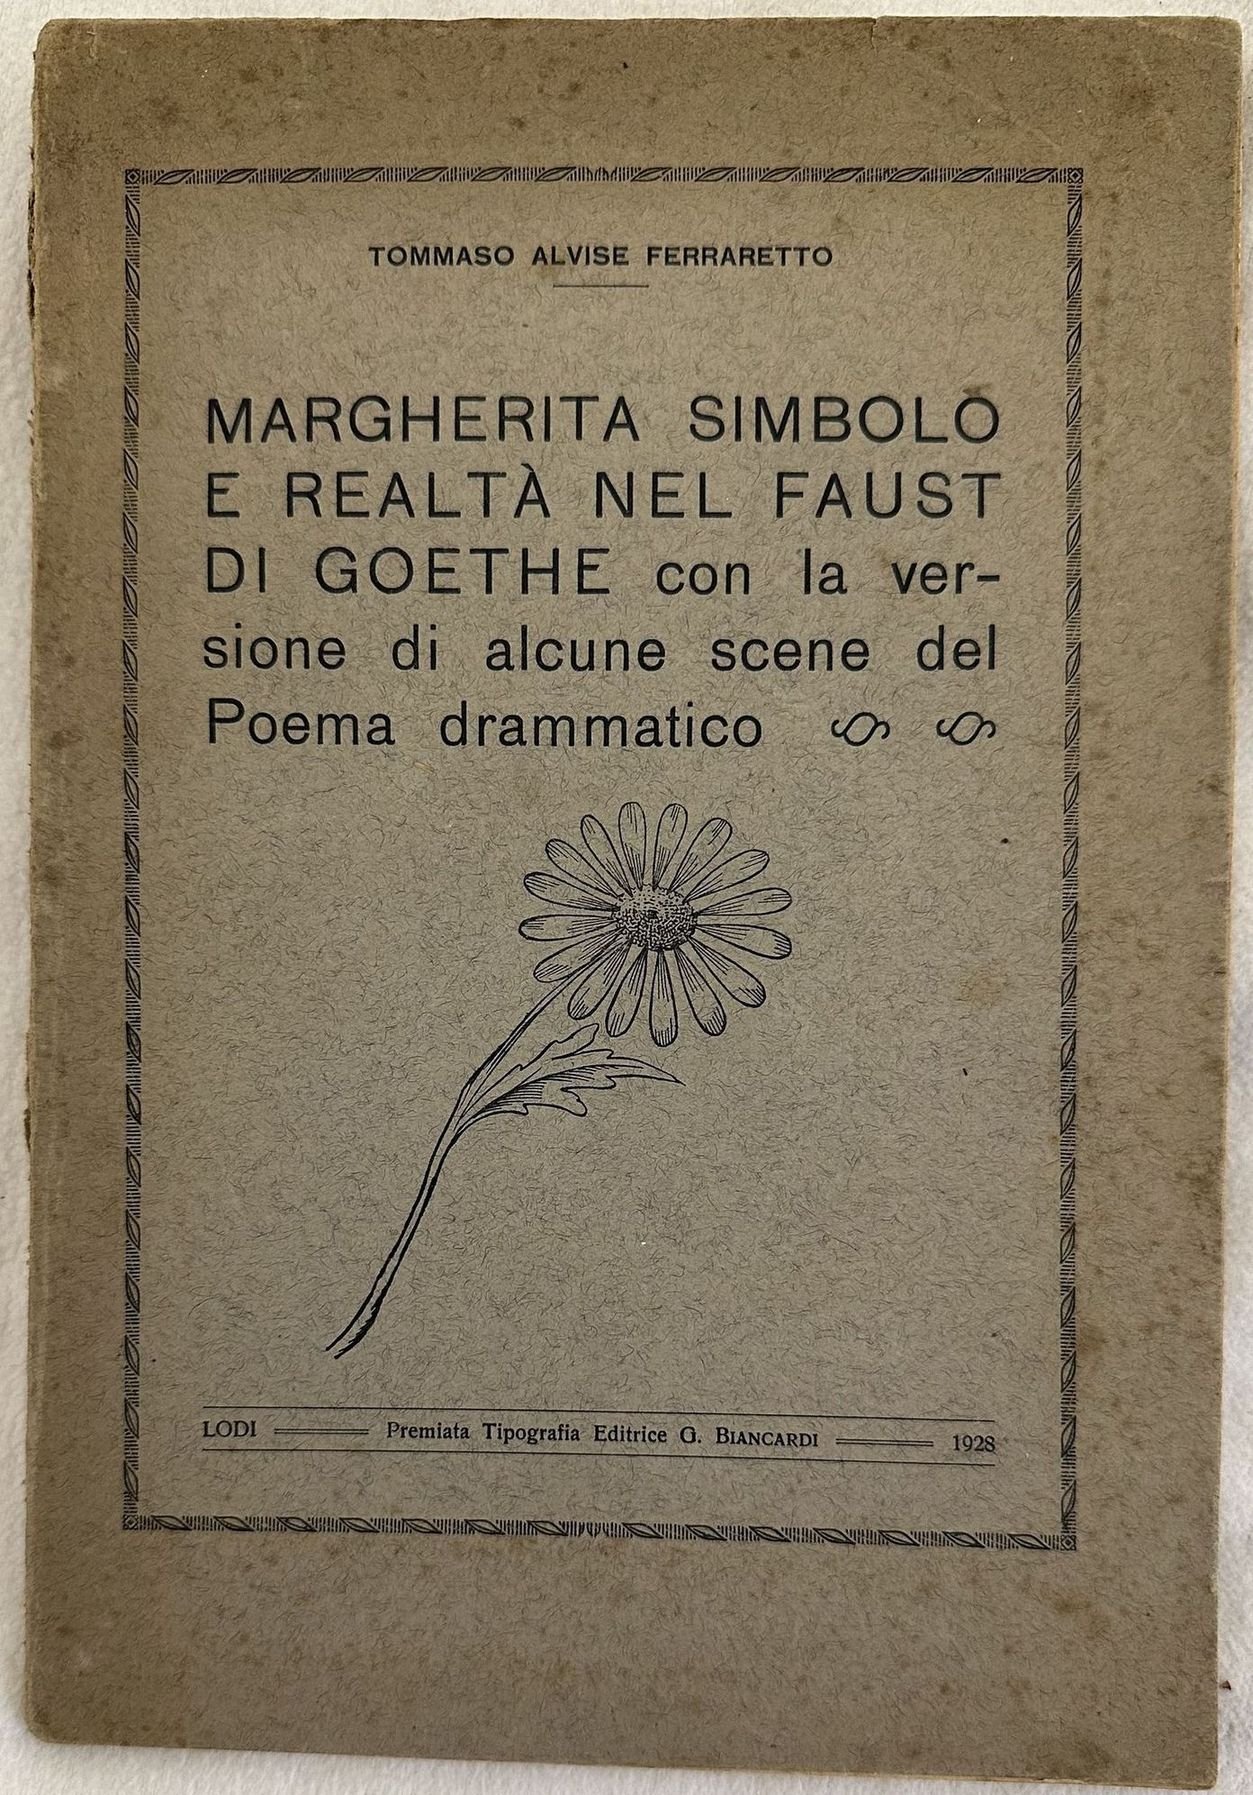 TOMMASO ALVISE FERRARETTO
MARGHERITA SIMBOLO
E REALTÀ NEL FAUST
DI GOETHE con la ver-
sione di alcune scene del
Poema drammatico
LODI Premiata Tipografia Editrice G. BIANCARDI 1928